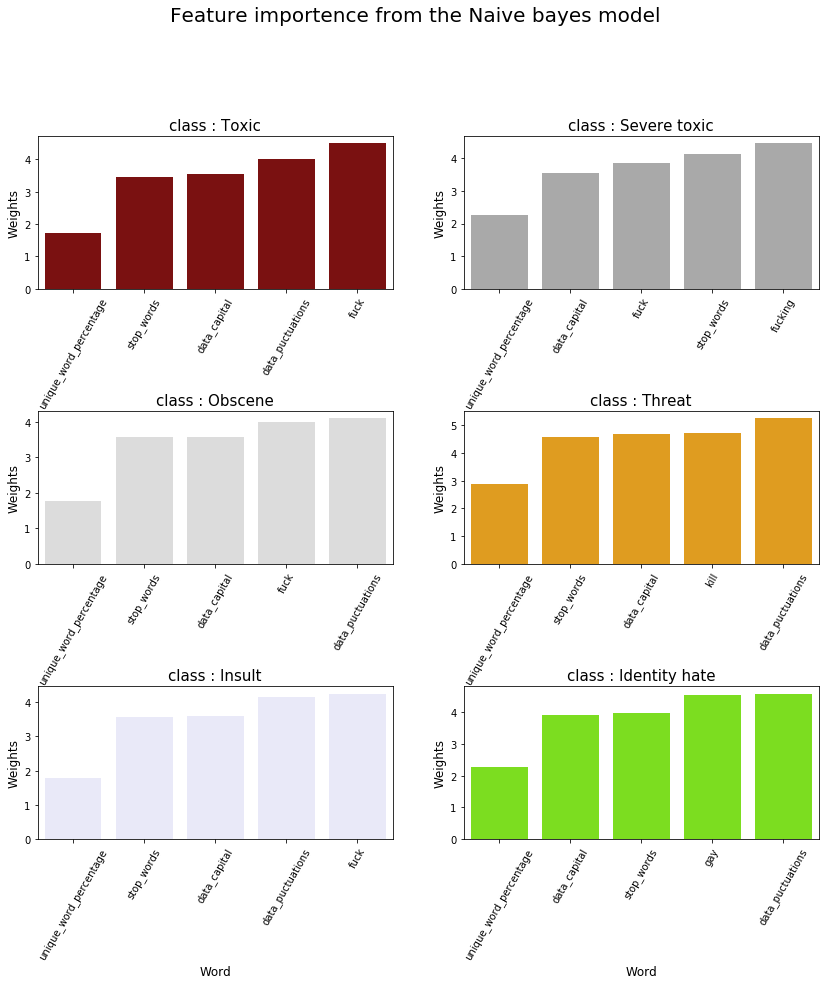 Feature importence from the Naive bayes model
class : Toxic
Weights
4
3
2
1
0
unique_word_percentage
stop_words
data_capital
data_puctuations
fuck
class : Severe toxic
Weights
4
3
2
1
0
unique_word_percentage
data_capital
fuck
stop_words
fucking
class : Obscene
Weights
4
3
2
1
0
unique_word_percentage
stop_words
data_capital
fuck
data_puctuations
class : Threat
Weights
5
4
3
2
1
0
unique_word_percentage
stop_words
data_capital
kill
data_puctuations
class : Insult
Weights
4
3
2
1
0
unique_word_percentage
stop_words
data_capital
data_puctuations
fuck
Word
class : Identity hate
Weights
4
3
2
1
0
unique_word_percentage
data_capital
stop_words
gay
data_puctuations
Word